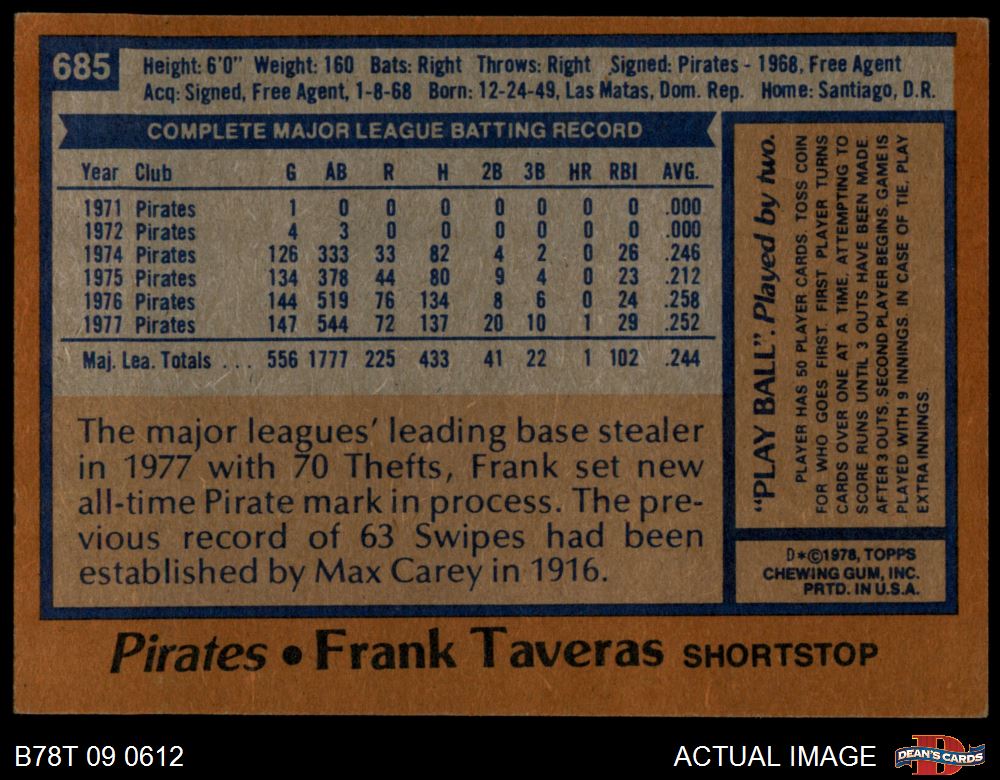 685
Height: 6'0" Weight: 160 Bats: Right Throws: Right Signed: Pirates - 1968, Free Agent
Acq: Signed, Free Agent, 1-8-68 Born: 12-24-49, Las Matas, Dom. Rep. Home: Santiago, D.R.
COMPLETE MAJOR LEAGUE BATTING RECORD
Year Club G AB R H 2B 3B HR RBI AVG.
1971 Pirates 1 0 0 0 0 0 0 0 .000
1972 Pirates 4 3 0 0 0 0 0 0 .000
1974 Pirates 126 333 33 82 4 2 0 26 .246
1975 Pirates 134 378 44 80 9 4 0 23 .212
1976 Pirates 144 519 76 134 8 6 0 24 .258
1977 Pirates 147 544 72 137 20 10 1 29 .252
Maj. Lea. Totals . . . 556 1777 225 433 41 22 1 102 .244
The major leagues' leading base stealer
in 1977 with 70 Thefts, Frank set new
all-time Pirate mark in process. The pre-
vious record of 63 Swipes had been
established by Max Carey in 1916.
"PLAY BALL". Played by two.
PLAYER HAS 50 PLAYER CARDS. TOSS COIN
FOR WHO GOES FIRST. FIRST PLAYER TURNS
CARDS OVER ONE AT A TIME, ATTEMPTING TO
SCORE RUNS UNTIL 3 OUTS HAVE BEEN MADE.
AFTER 3 OUTS, SECOND PLAYER BEGINS. GAME IS
PLAYED WITH 9 INNINGS. IN CASE OF TIE, PLAY
EXTRA INNINGS.
D*©1978, TOPPS
CHEWING GUM, INC.
PRTD. IN U.S.A.
Pirates • Frank Taveras SHORTSTOP
B78T 09 0612
ACTUAL IMAGE
D
DEAN'S CARDS